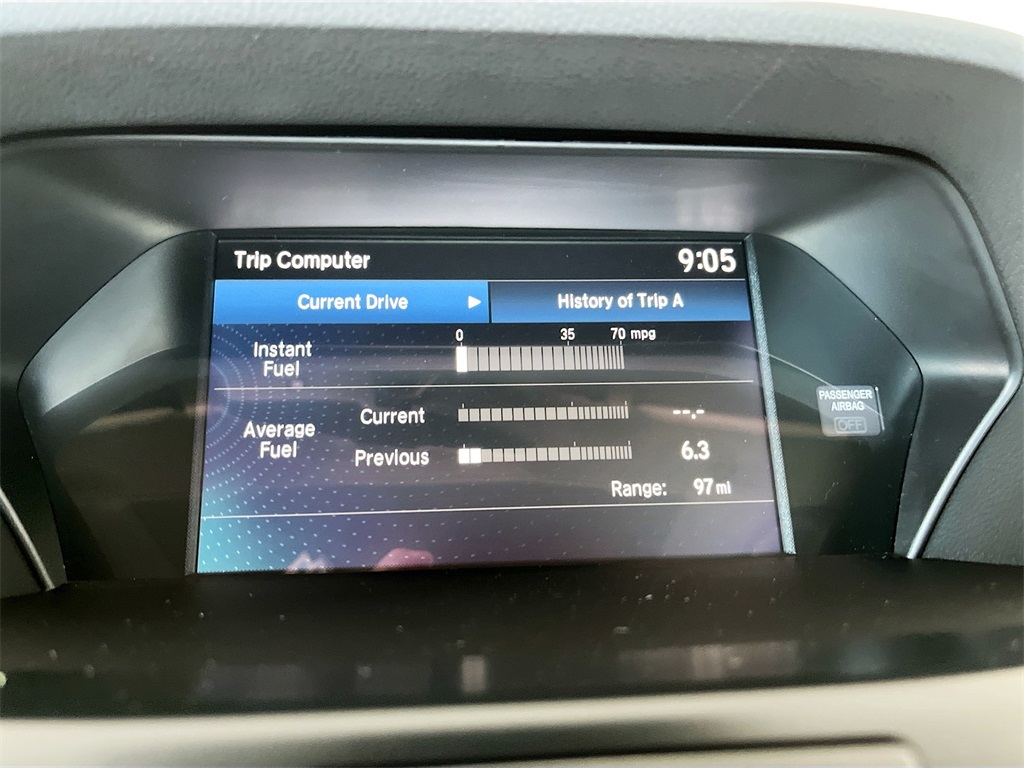 Trip Computer 9:05
Current Drive History of Trip A
0 35 70 mpg
Instant
Fuel
Average
Fuel
Current --.-
Previous 6.3
Range: 97 mi
PASSENGER
AIRBAG
OFF